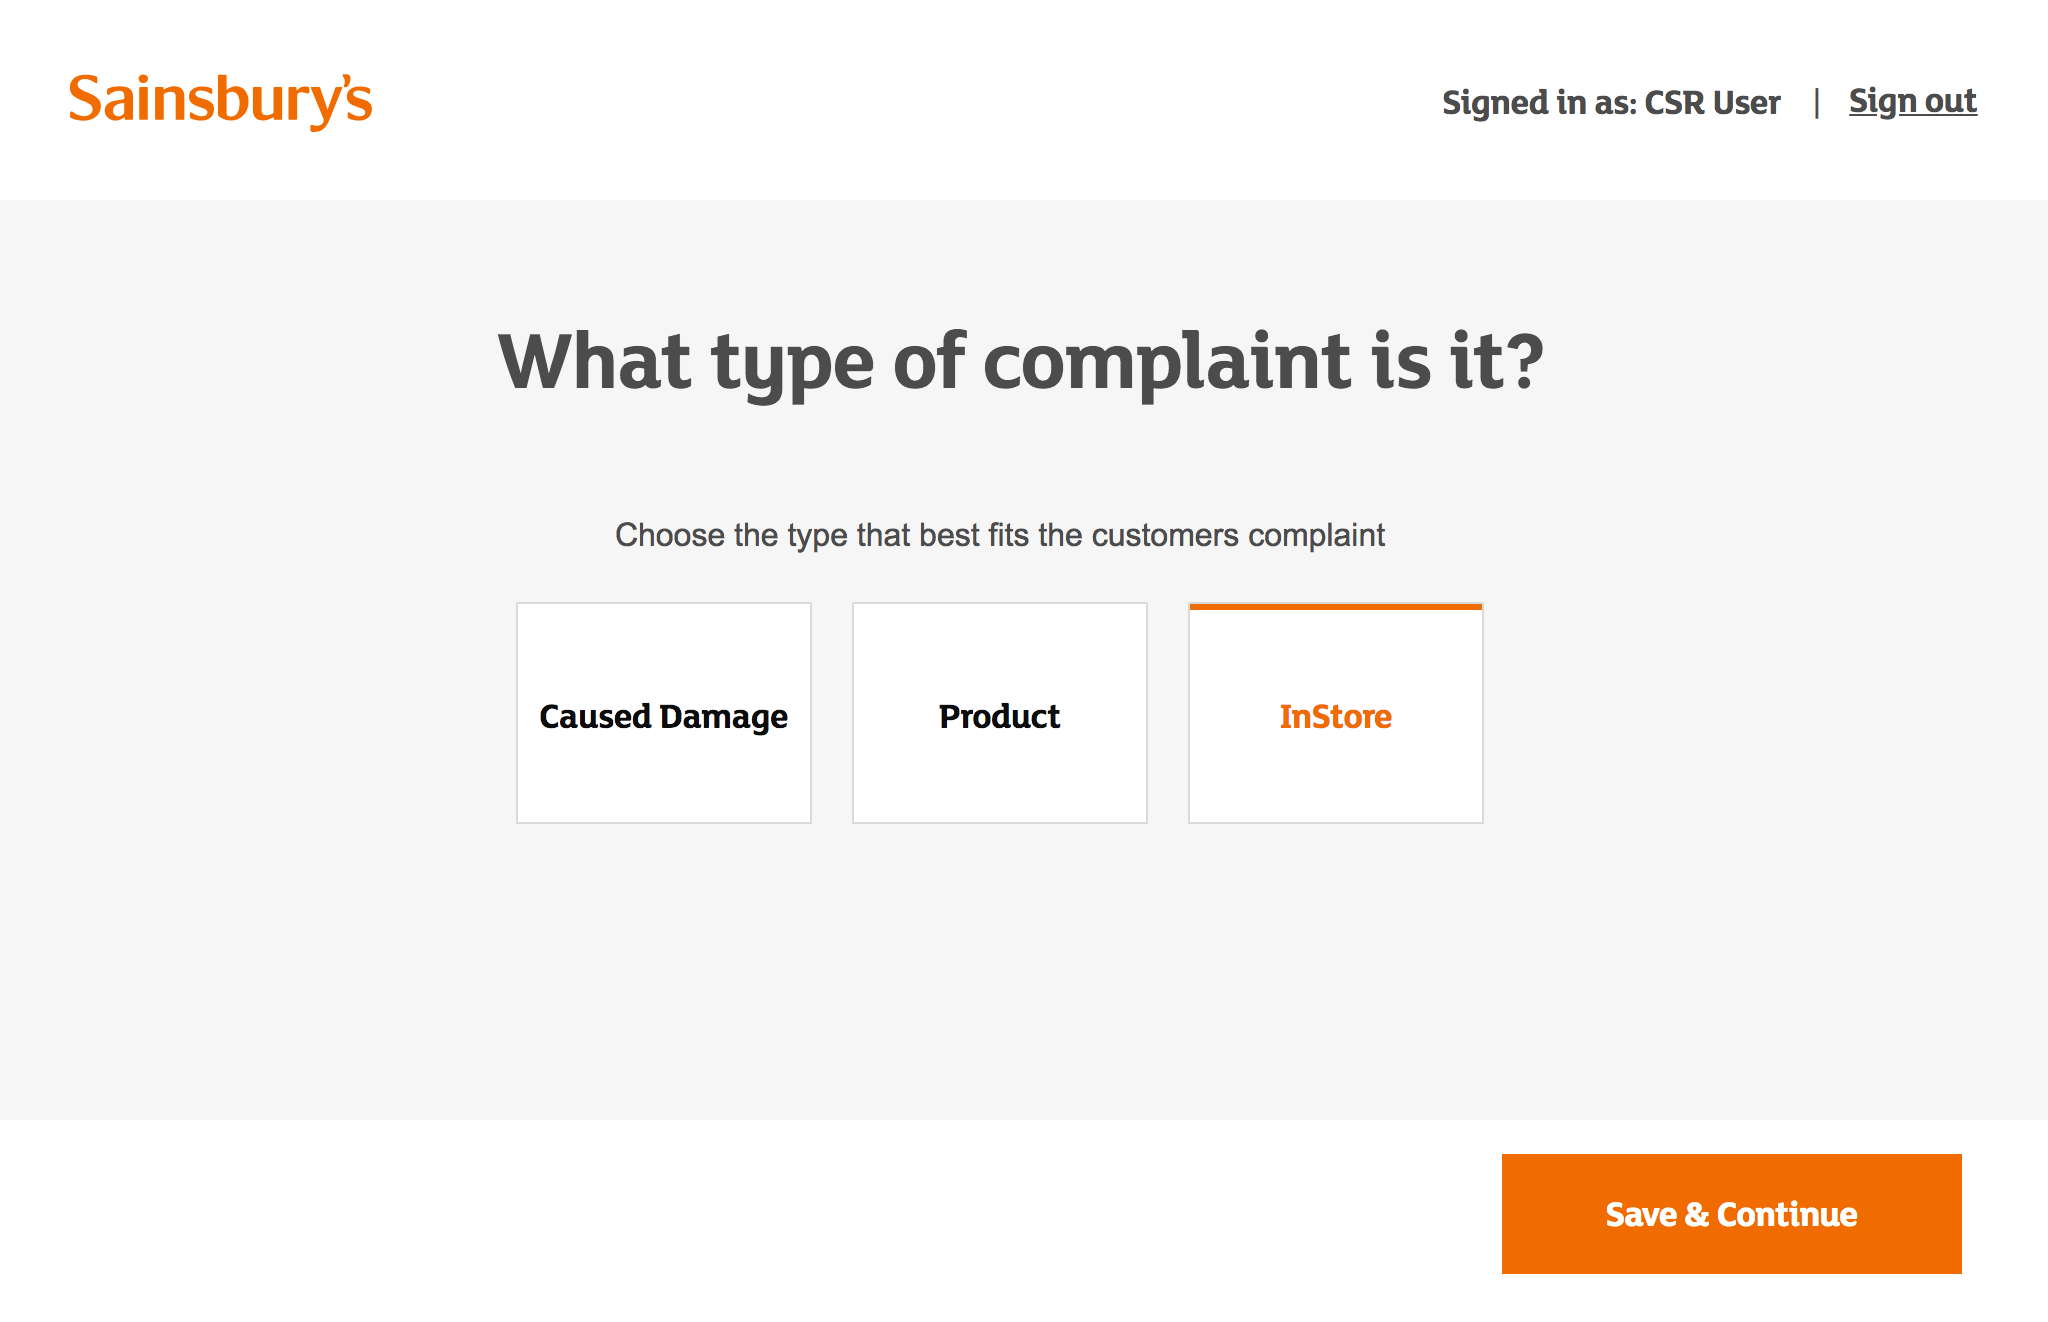 Sainsbury's
Signed in as: CSR User | Sign out
What type of complaint is it?
Choose the type that best fits the customers complaint
Caused Damage
Product
InStore
Save & Continue